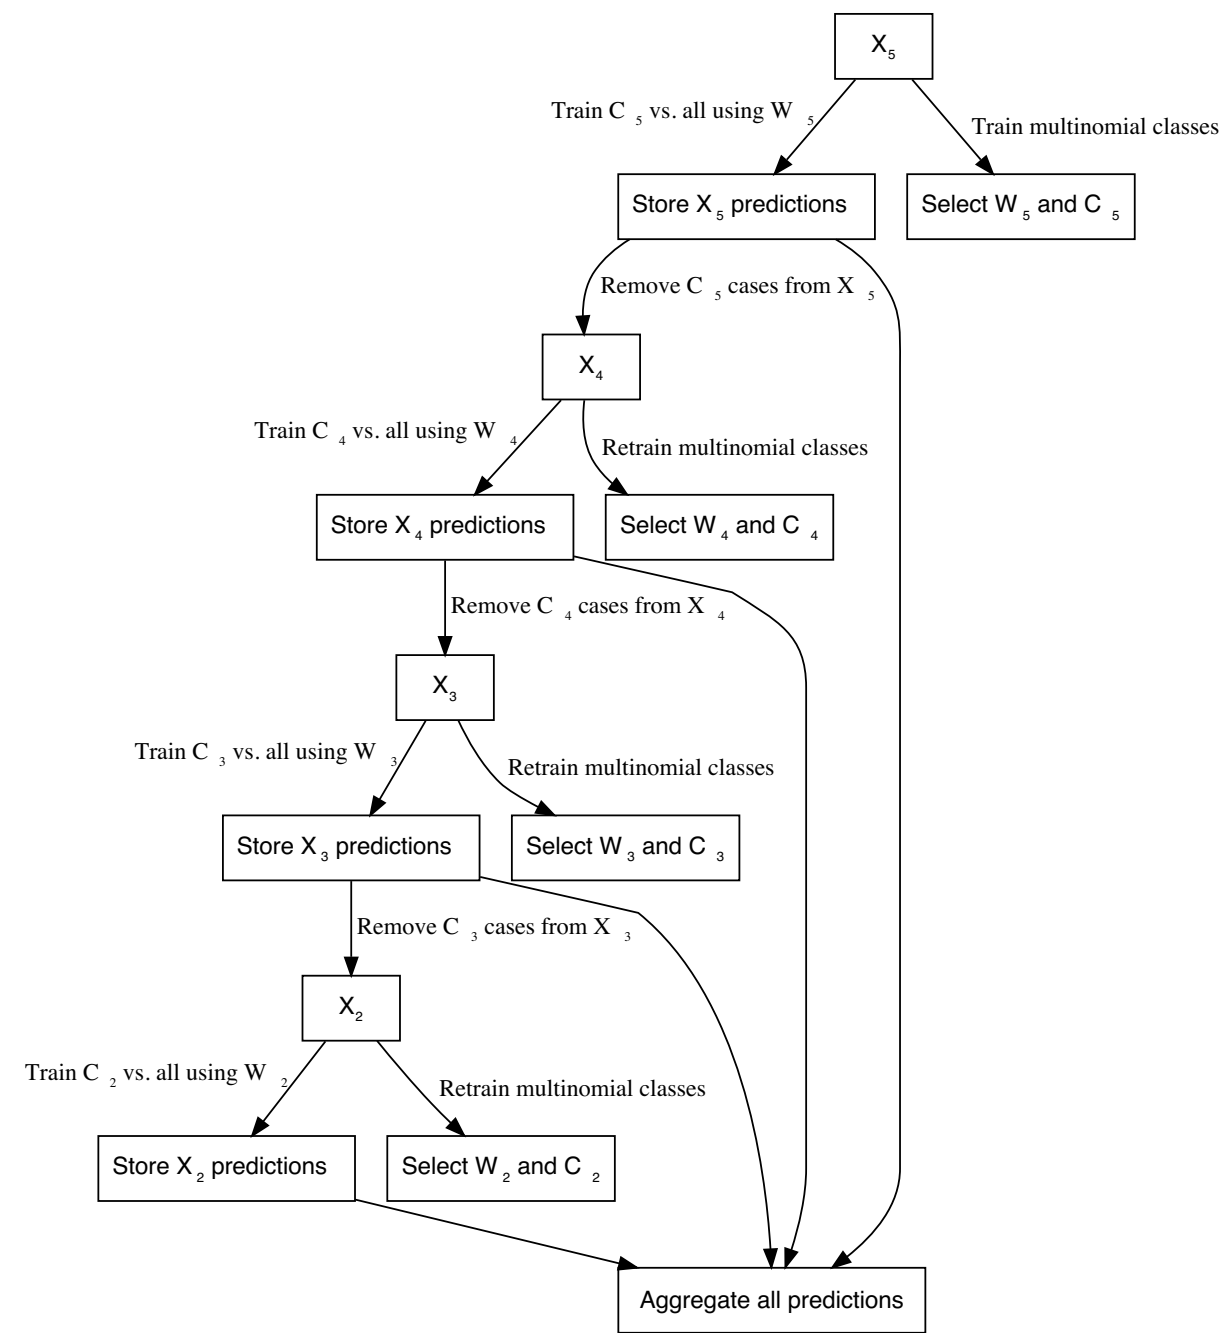 X₅
Train C ₅ vs. all using W ₅
Train multinomial classes
Store X ₅ predictions
Select W ₅ and C ₅
Remove C ₅ cases from X ₅
X₄
Train C ₄ vs. all using W ₄
Retrain multinomial classes
Store X ₄ predictions
Select W ₄ and C ₄
Remove C ₄ cases from X ₄
X₃
Train C ₃ vs. all using W ₃
Retrain multinomial classes
Store X ₃ predictions
Select W ₃ and C ₃
Remove C ₃ cases from X ₃
X₂
Train C ₂ vs. all using W ₂
Retrain multinomial classes
Store X ₂ predictions
Select W ₂ and C ₂
Aggregate all predictions